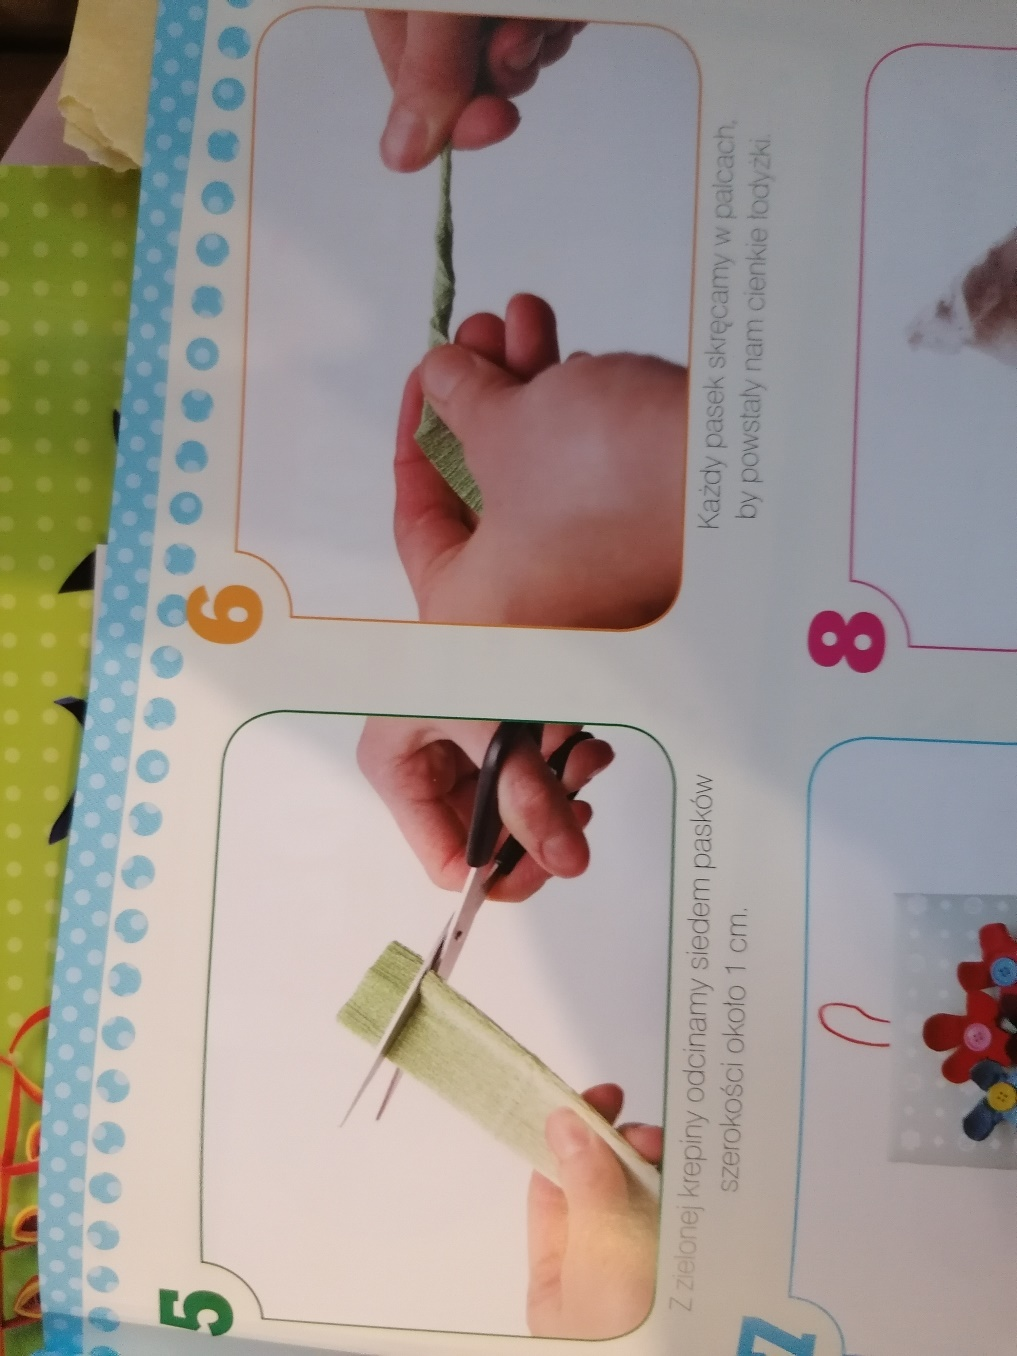 5
Z zielonej krepiny odcinamy siedem pasków
szerokości około 1 cm.
6
Każdy pasek skręcamy w palcach,
by powstały nam cienkie łodyżki.
7
8